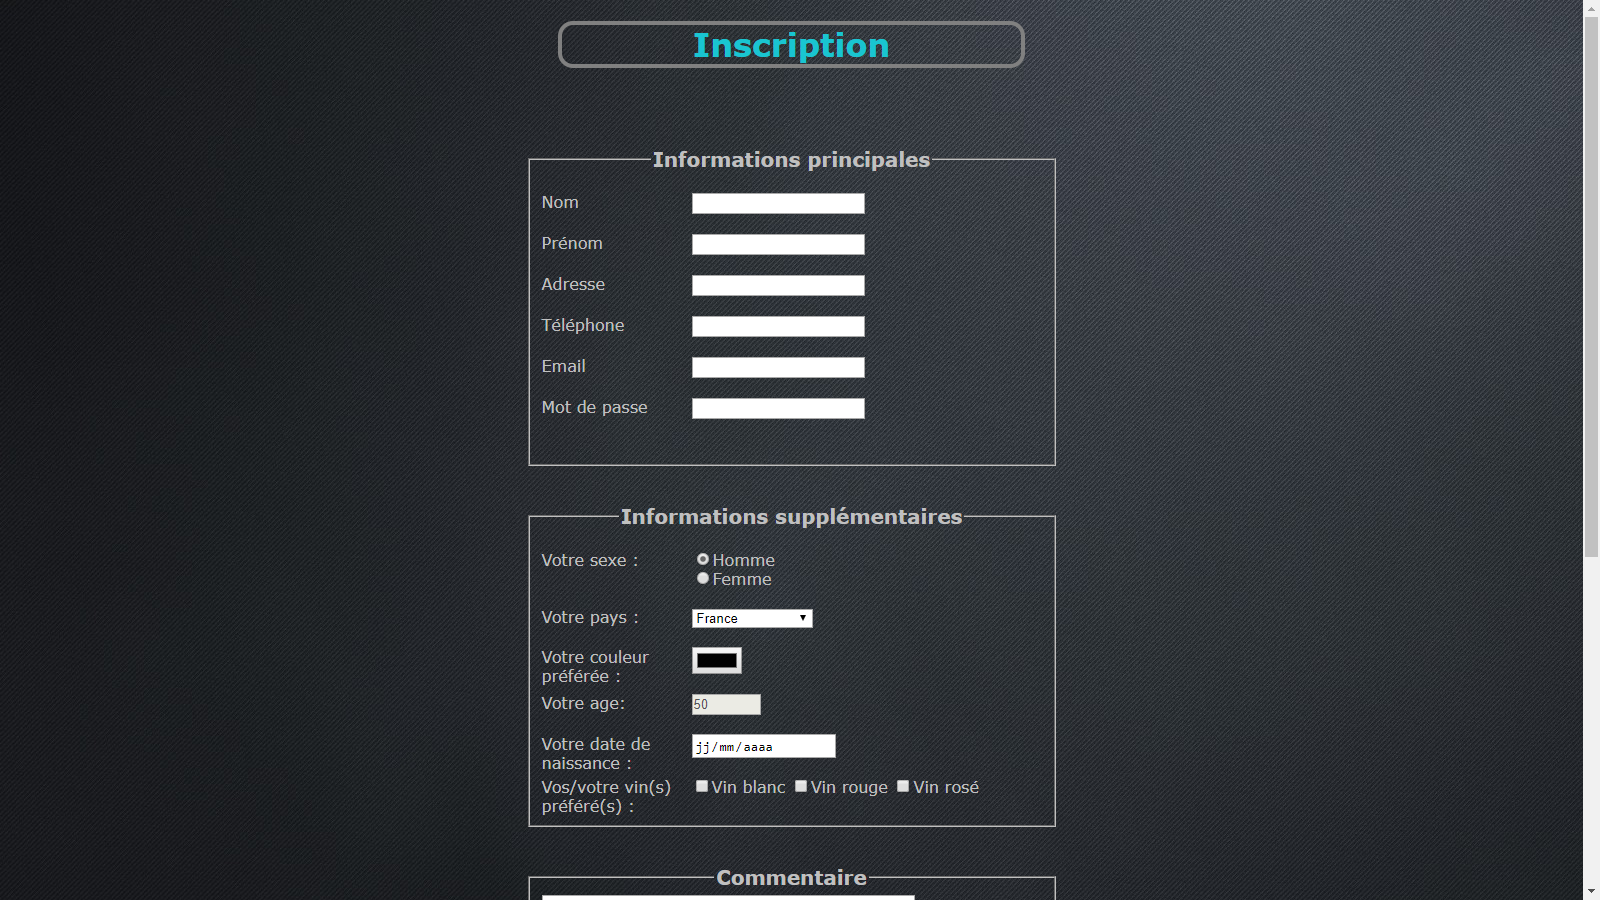 Inscription
Informations principales
Nom
Prénom
Adresse
Téléphone
Email
Mot de passe
Informations supplémentaires
Votre sexe :
Homme
Femme
Votre pays :
France
Votre couleur
préférée :
Votre age:
50
Votre date de
naissance :
jj/mm/aaaa
Vos/votre vin(s)
préféré(s) :
Vin blanc Vin rouge Vin rosé
Commentaire